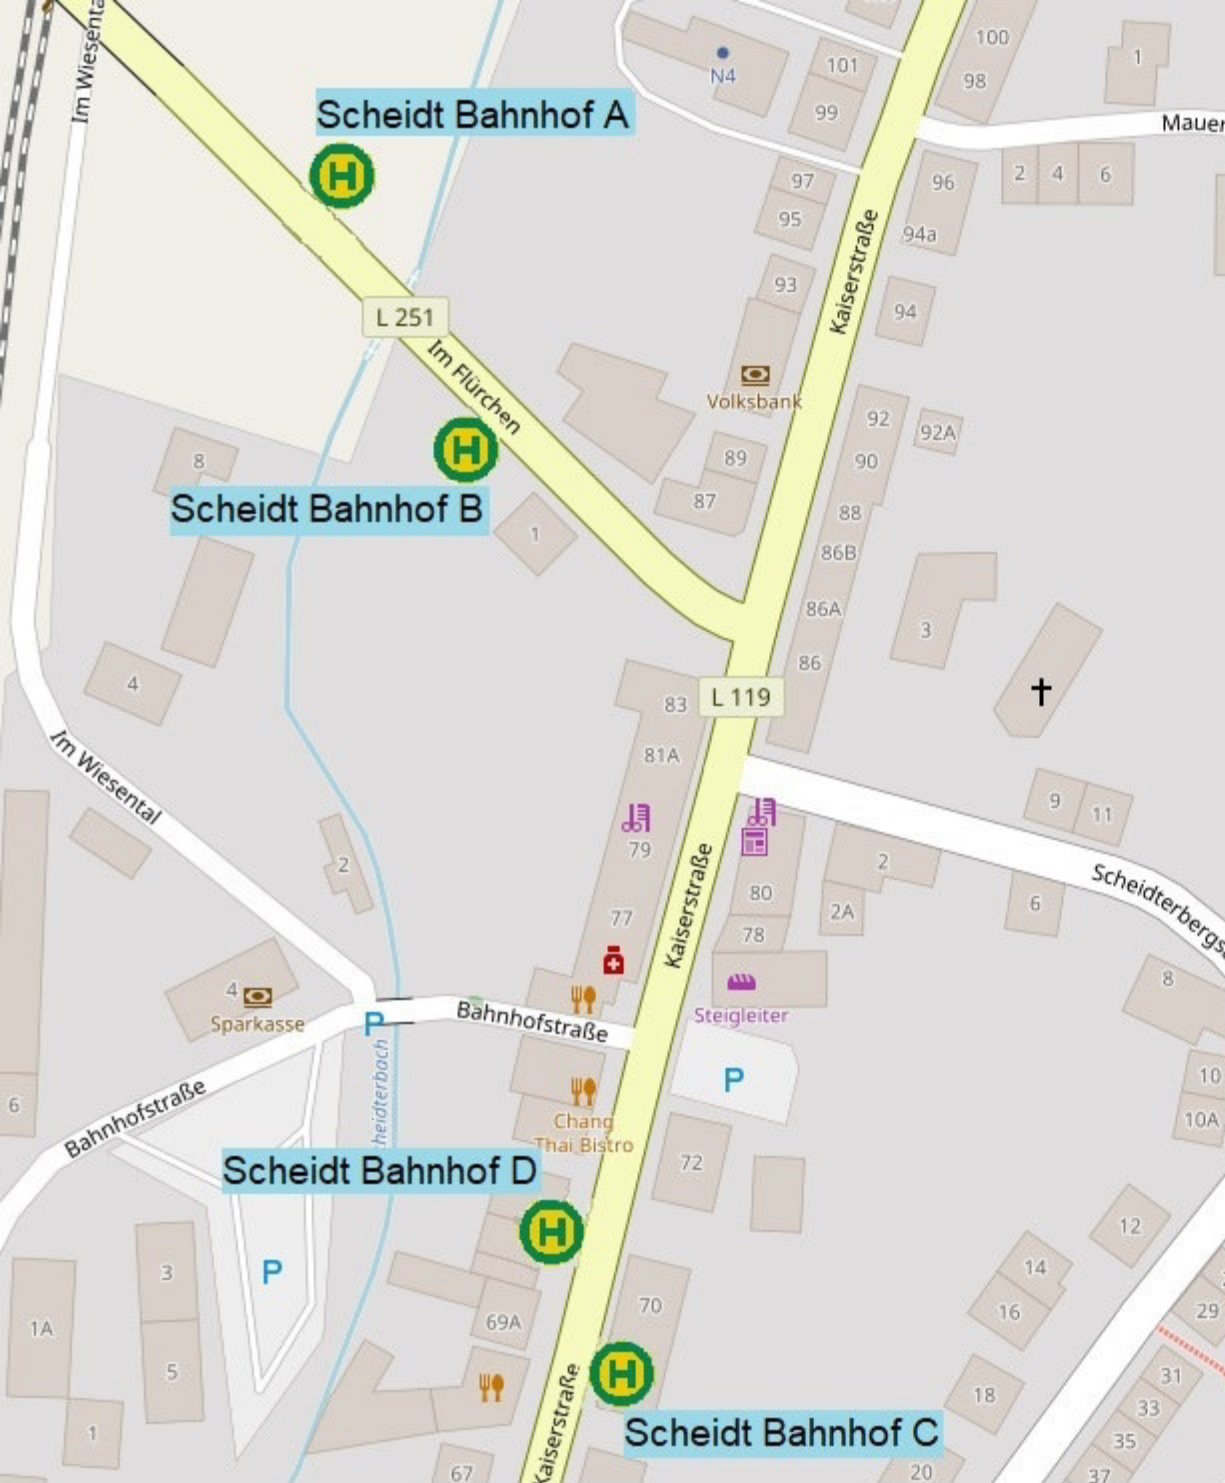 Im Wiesental
Scheidt Bahnhof A
H
N4
101
99
100
98
1
Mauer
2
4
6
97
95
96
94a
Kaiserstraße
93
94
L 251
Im Flürchen
Volksbank
92
92A
90
89
87
88
86B
8
H
Scheidt Bahnhof B
1
86A
3
86
4
83
L 119
81A
Im Wiesental
9
11
79
2
2
80
2A
6
Scheidterbergs
77
78
Kaiserstraße
4
Sparkasse
8
Steigleiter
P
Bahnhofstraße
P
10
10A
6
Bahnhofstraße
cheidterbach
Chang
Thai Bistro
72
Scheidt Bahnhof D
H
12
3
P
14
16
70
29
1A
69A
5
H
31
18
33
1
Kaiserstraße
Scheidt Bahnhof C
35
67
20
37